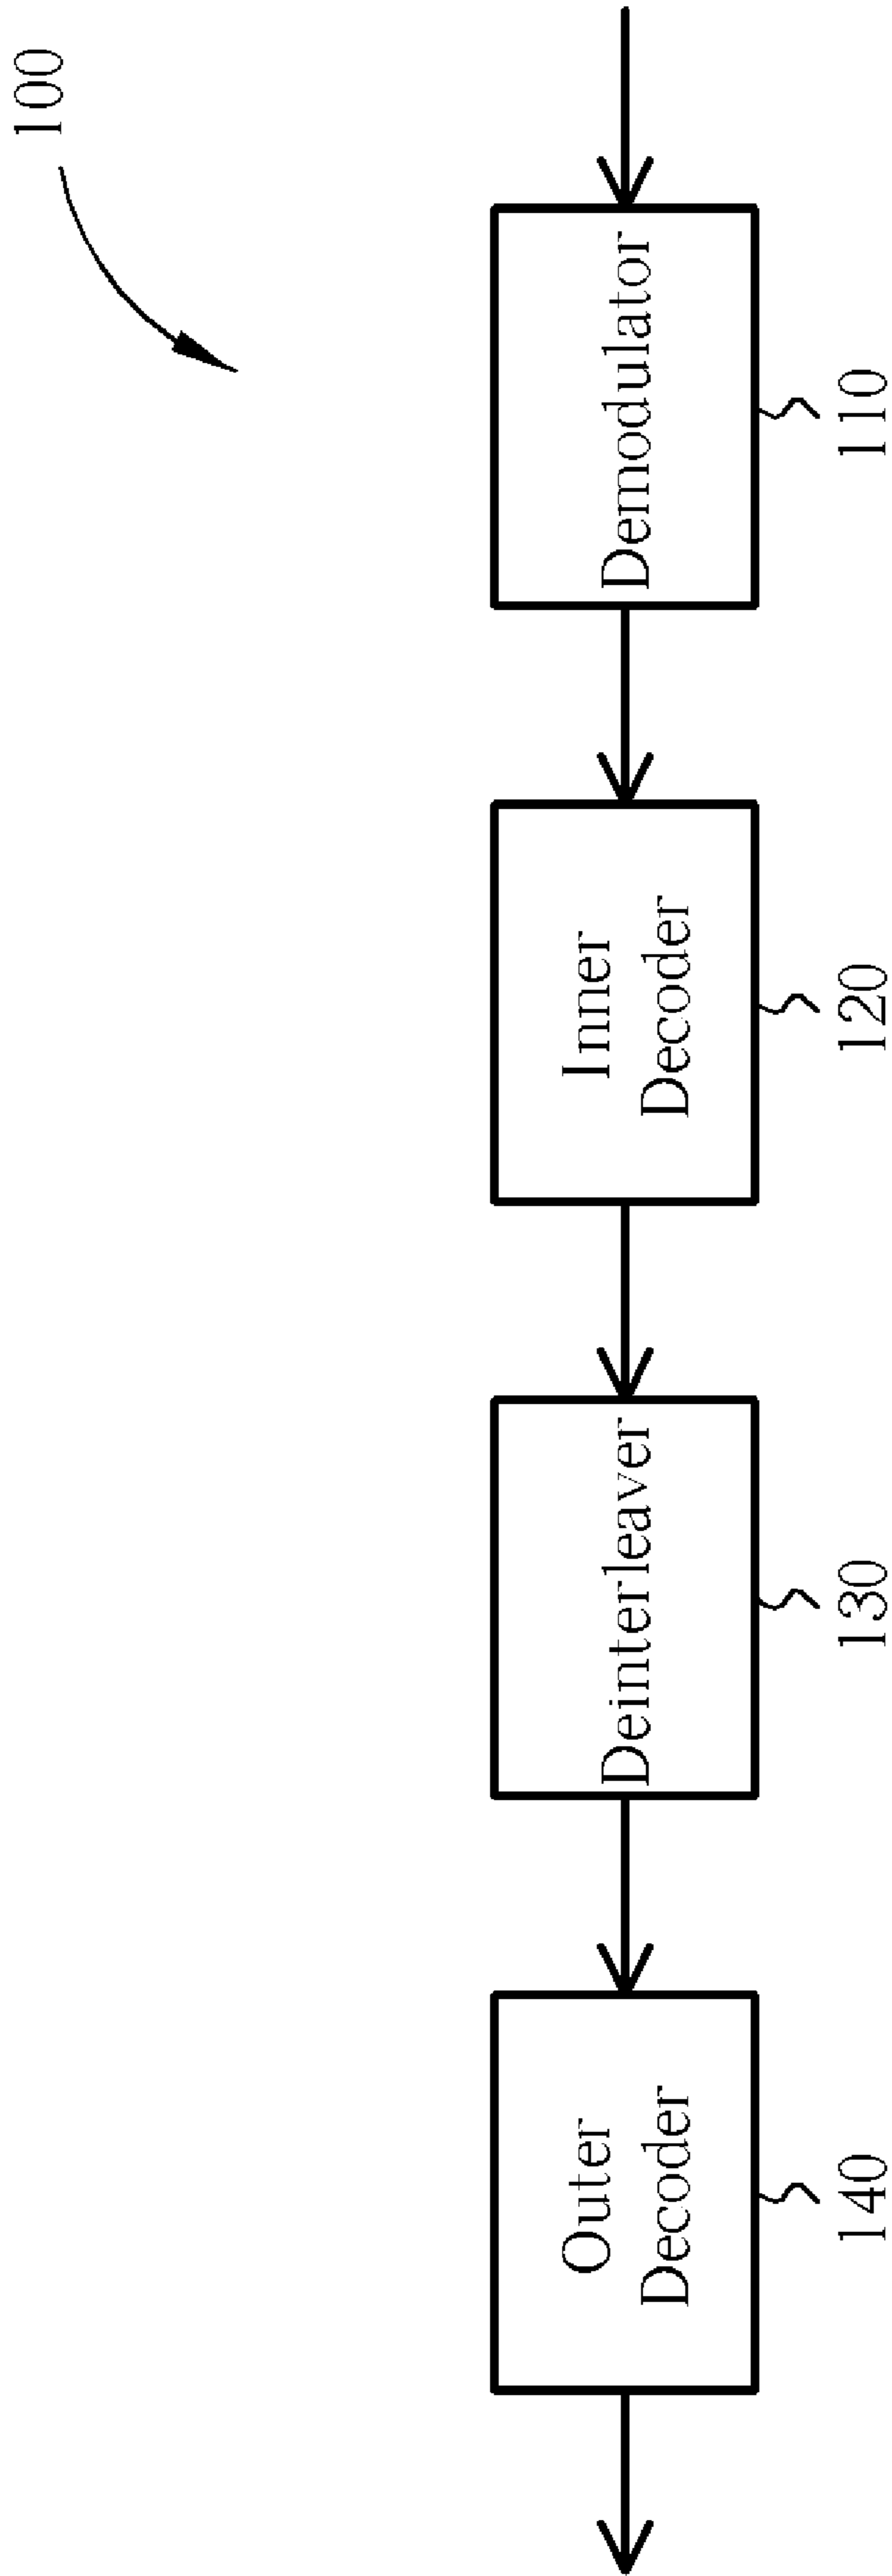 100
Demodulator
110
Inner
Decoder
120
Deinterleaver
130
Outer
Decoder
140